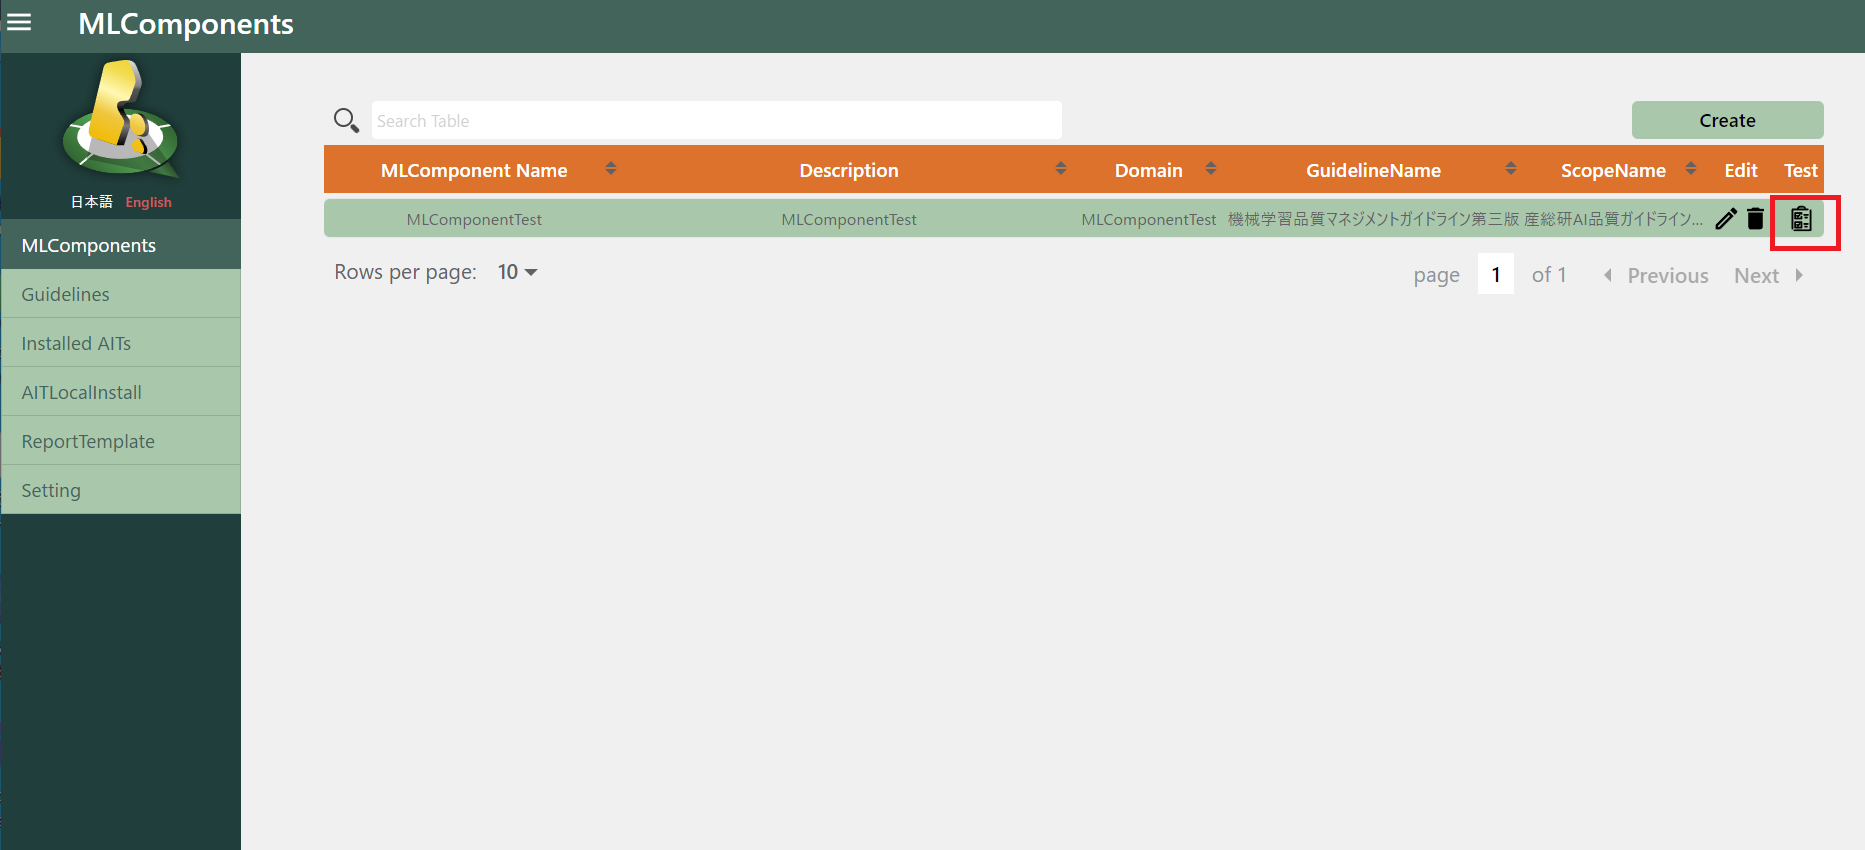 MLComponents
日本語 English
MLComponents
Guidelines
Installed AITs
AITLocalInstall
ReportTemplate
Setting
Search Table
Create
MLComponent Name Description Domain GuidelineName ScopeName Edit Test
MLComponentTest MLComponentTest MLComponentTest 機械学習品質マネジメントガイドライン第三版 産総研AI品質ガイドライン...
Rows per page: 10
page 1 of 1 Previous Next